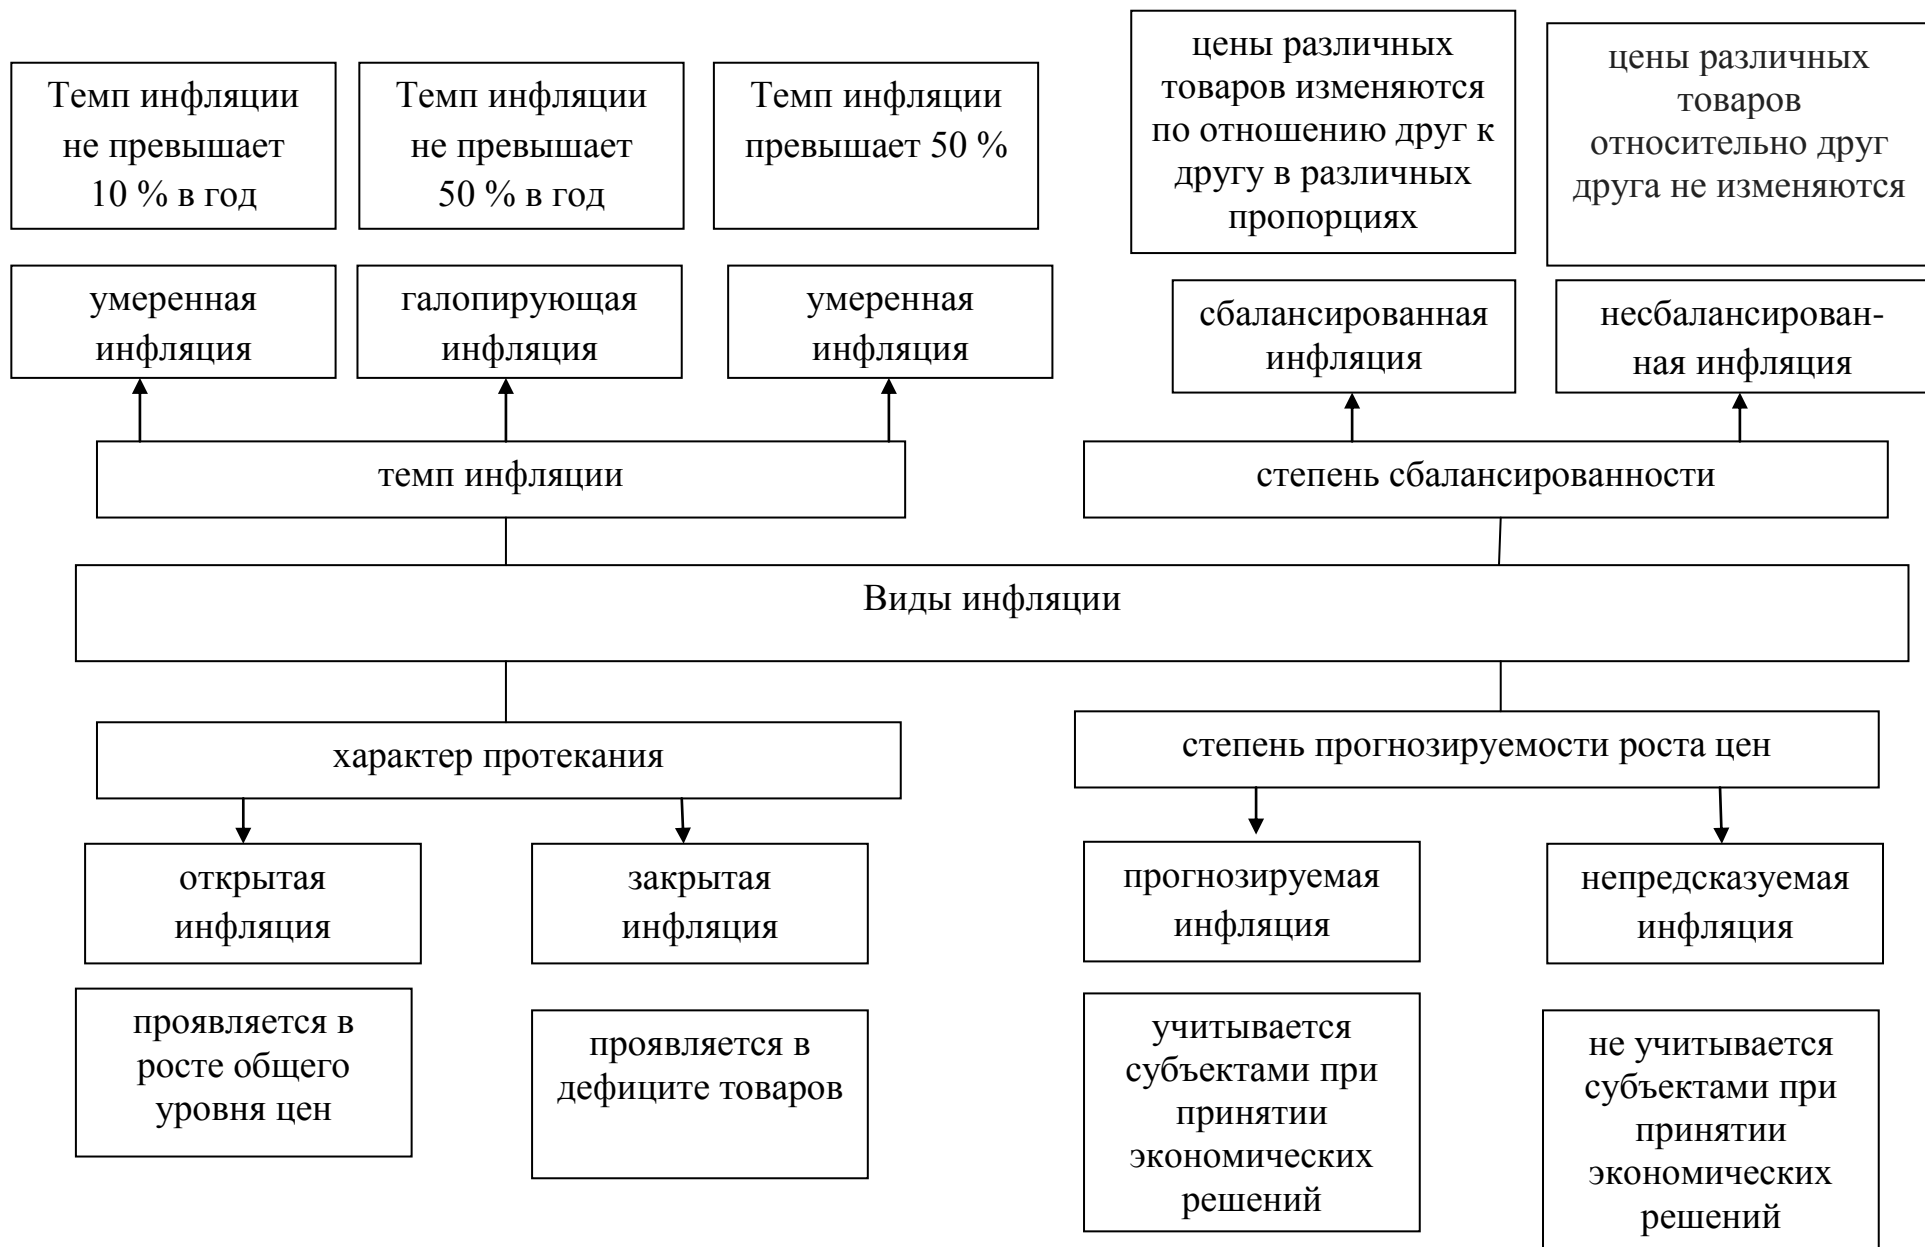 Темп инфляции
не превышает
10 % в год
Темп инфляции
не превышает
50 % в год
Темп инфляции
превышает 50 %
цены различных
товаров изменяются
по отношению друг к
другу в различных
пропорциях
цены различных
товаров
относительно друг
друга не изменяются
умеренная
инфляция
галопирующая
инфляция
умеренная
инфляция
сбалансированная
инфляция
несбалансирован-
ная инфляция
темп инфляции
степень сбалансированности
Виды инфляции
характер протекания
степень прогнозируемости роста цен
открытая
инфляция
закрытая
инфляция
прогнозируемая
инфляция
непредсказуемая
инфляция
проявляется в
росте общего
уровня цен
проявляется в
дефиците товаров
учитывается
субъектами при
принятии
экономических
решений
не учитывается
субъектами при
принятии
экономических
решений